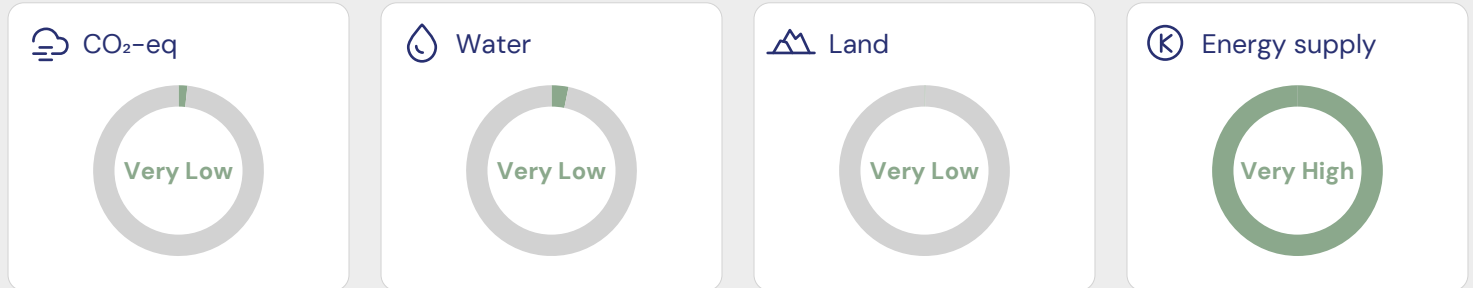 CO₂-eq
Very Low
Water
Very Low
Land
Very Low
Energy supply
Very High